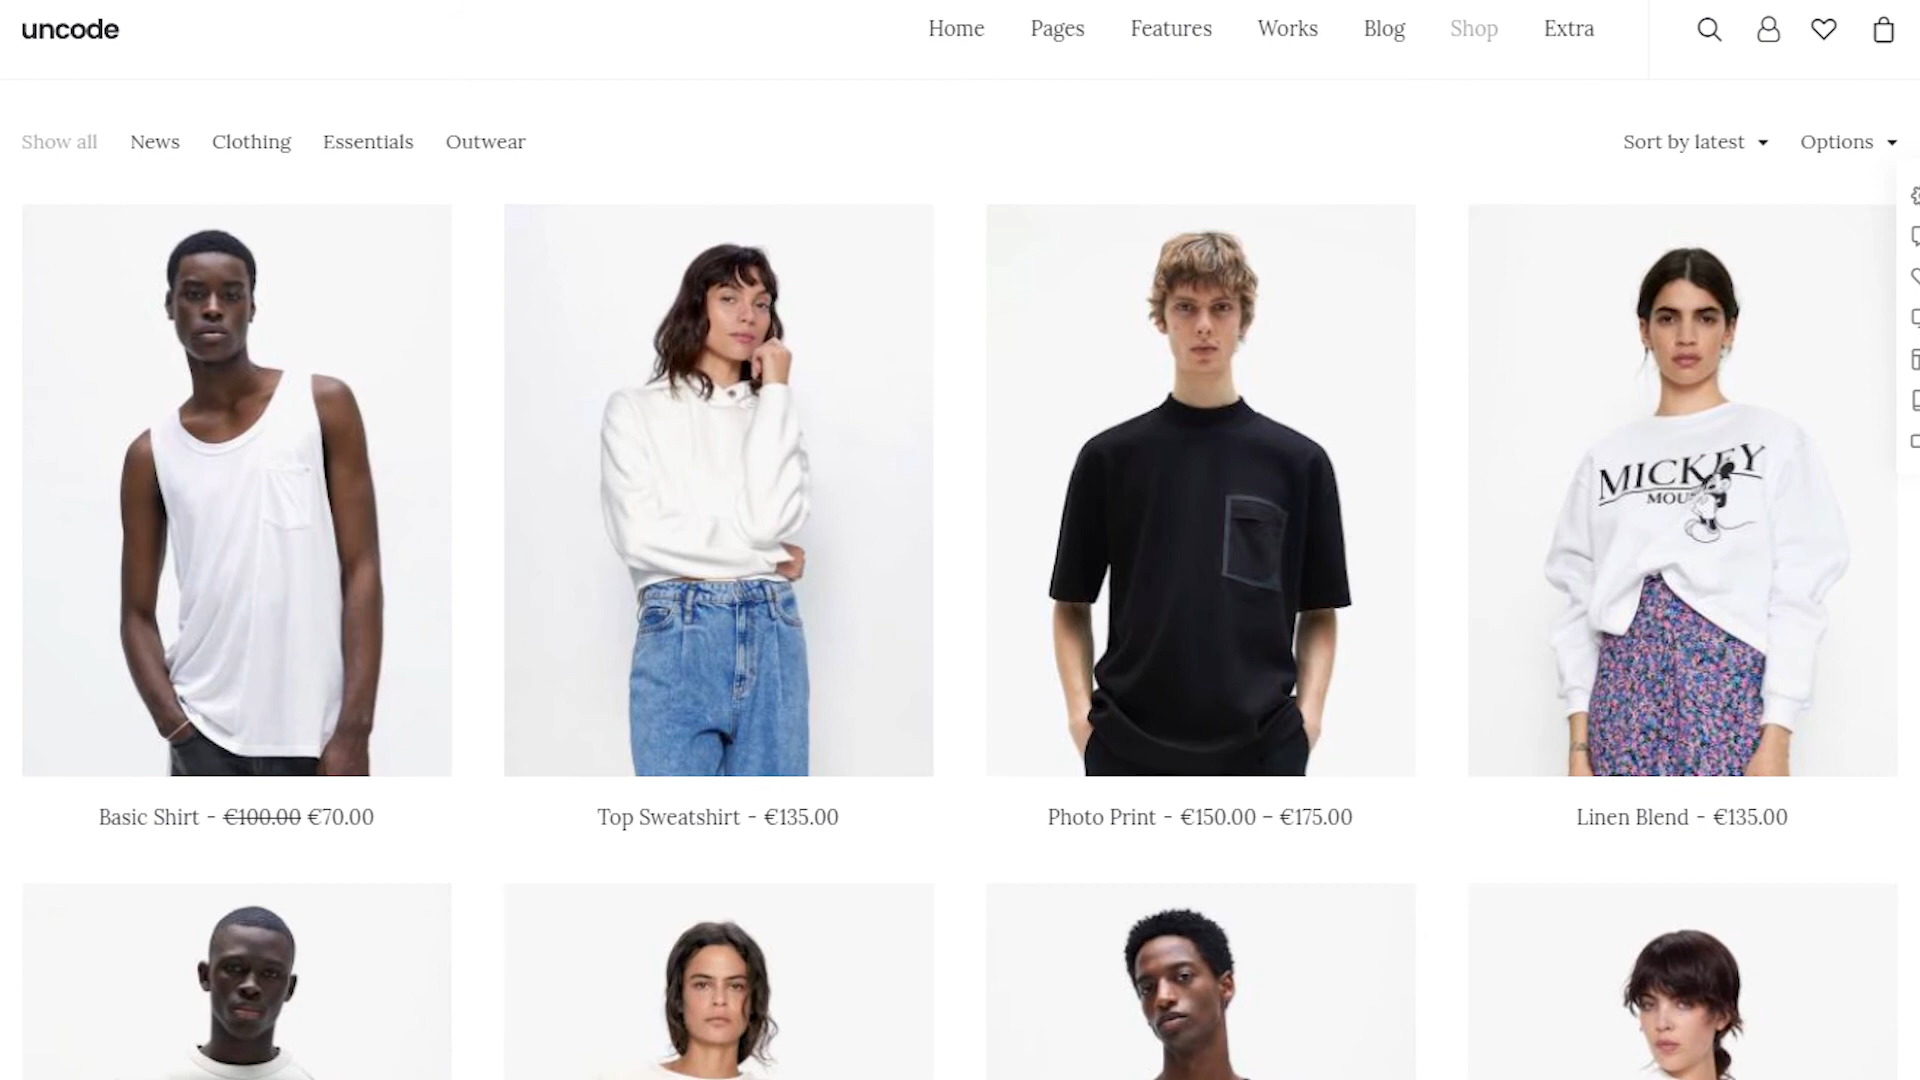 uncode
Home Pages Features Works Blog Shop Extra
Show all News Clothing Essentials Outwear
Sort by latest Options
MICKEY
MOU
Basic Shirt - €100.00 €70.00
Top Sweatshirt - €135.00
Photo Print - €150.00 – €175.00
Linen Blend - €135.00